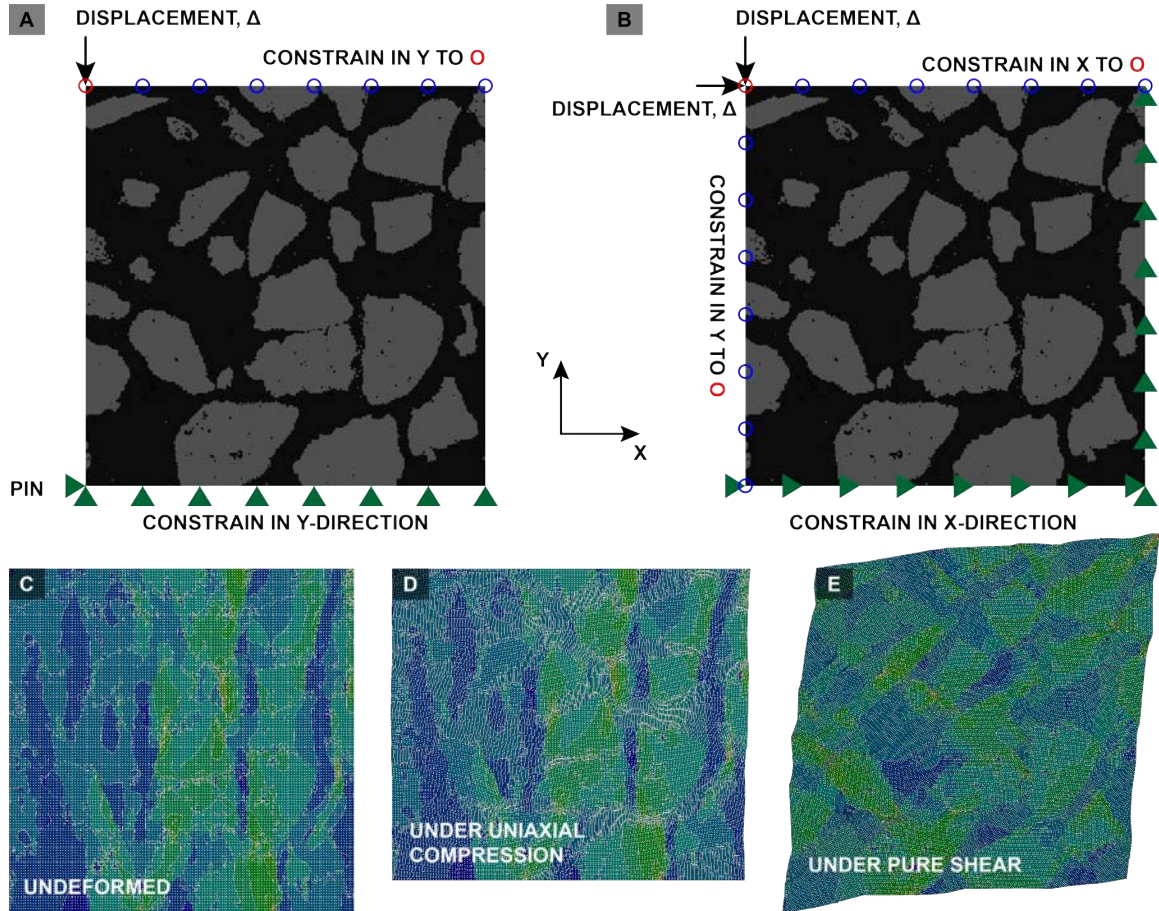 A
DISPLACEMENT, Δ
CONSTRAIN IN Y TO O
PIN
CONSTRAIN IN Y-DIRECTION
B
DISPLACEMENT, Δ
CONSTRAIN IN X TO O
DISPLACEMENT, Δ
CONSTRAIN IN Y TO O
CONSTRAIN IN X-DIRECTION
Y
X
C
UNDEFORMED
D
UNDER UNIAXIAL
COMPRESSION
E
UNDER PURE SHEAR